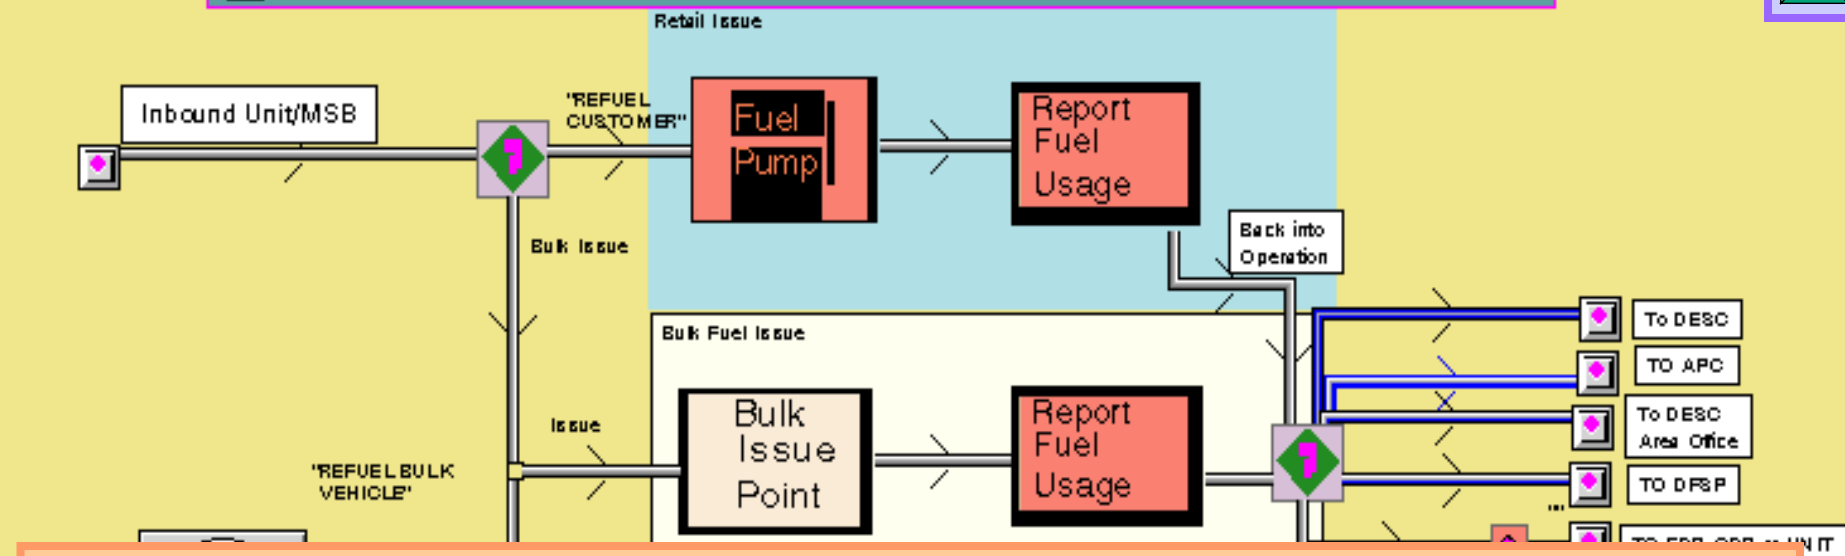 Retail Issue
Inbound Unit/MSB
"REFUEL
CUSTOMER"
Fuel
Pump
Report
Fuel
Usage
Bulk Issue
Back into
Operation
Bulk Fuel Issue
To DESC
TO APC
Issue
Bulk
Issue
Point
Report
Fuel
Usage
To DESC
Area Office
"REFUEL BULK
VEHICLE"
TO DFSP